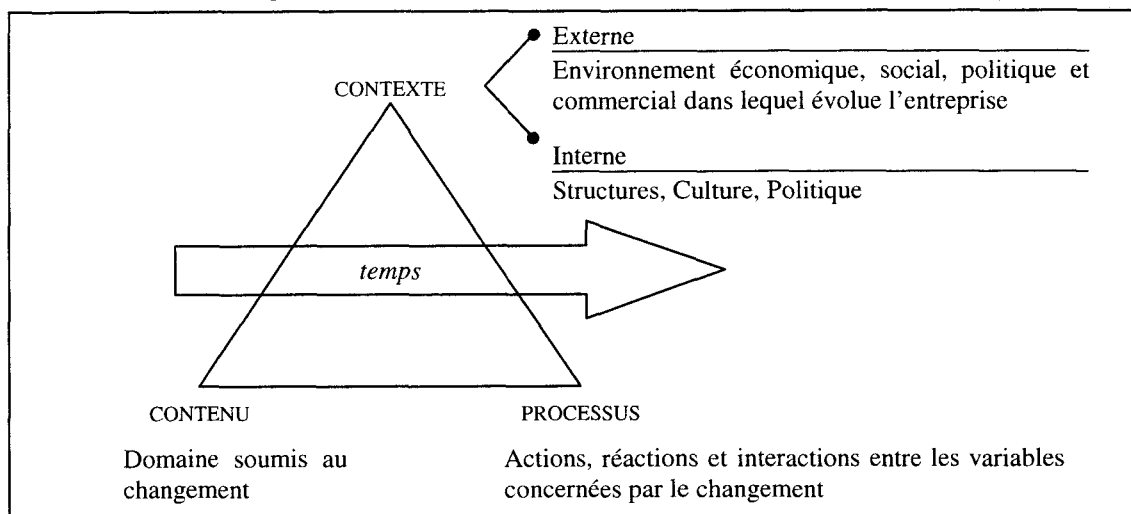 Externe
Environnement économique, social, politique et
commercial dans lequel évolue l'entreprise
CONTEXTE
Interne
Structures, Culture, Politique
temps
CONTENU
Domaine soumis au
changement
PROCESSUS
Actions, réactions et interactions entre les variables
concernées par le changement